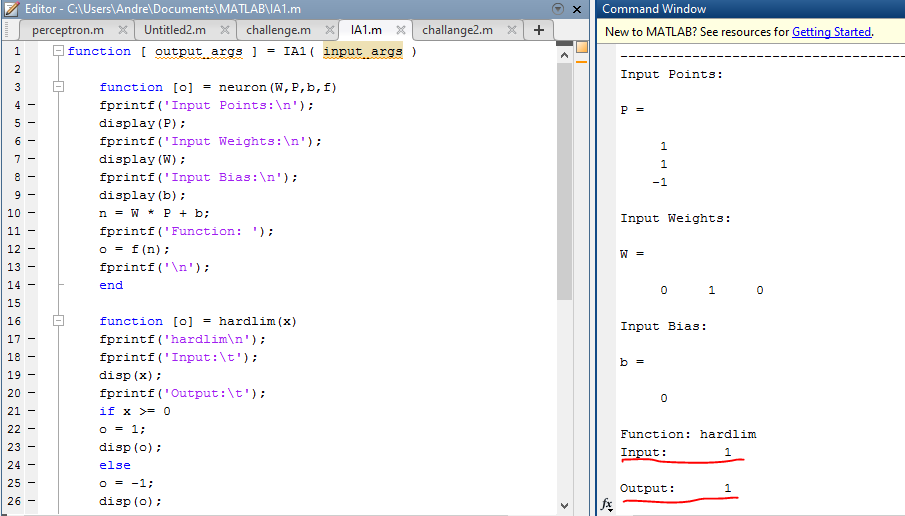 Editor - C:\Users\Andre\Documents\MATLAB\IA1.m
perceptron.m Untitled2.m challenge.m IA1.m challange2.m +
1 function [ output_args ] = IA1( input_args )
2
3 function [o] = neuron(W,P,b,f)
4 fprintf('Input Points:\n');
5 display(P);
6 fprintf('Input Weights:\n');
7 display(W);
8 fprintf('Input Bias:\n');
9 display(b);
10 n = W * P + b;
11 fprintf('Function: ');
12 o = f(n);
13 fprintf('\n');
14 end
15
16 function [o] = hardlim(x)
17 fprintf('hardlim\n');
18 fprintf('Input:\t');
19 disp(x);
20 fprintf('Output:\t');
21 if x >= 0
22 o = 1;
23 disp(o);
24 else
25 o = -1;
26 disp(o);
Command Window
New to MATLAB? See resources for Getting Started.
Input Points:
P =
1
1
-1
Input Weights:
W =
0 1 0
Input Bias:
b =
0
Function: hardlim
Input: 1
Output: 1
fx